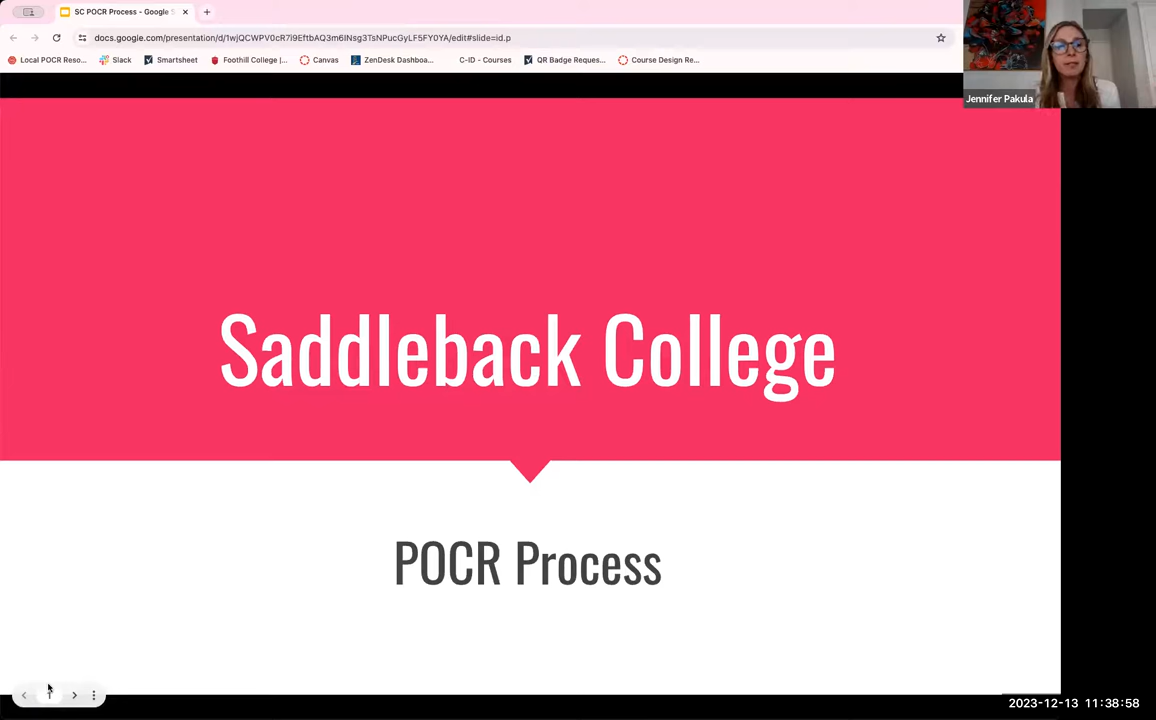 SC POCR Process - Google S
docs.google.com/presentation/d/1wjQCWPV0cR7i9EftbAQ3m6INsg3TsNPucGyLF5FY0YA/edit#slide=id.p
Local POCR Reso... Slack Smartsheet Foothill College |... Canvas ZenDesk Dashboa... C-ID - Courses QR Badge Reques... Course Design Re...
Jennifer Pakula
Saddleback College
POCR Process
1
2023-12-13 11:38:58